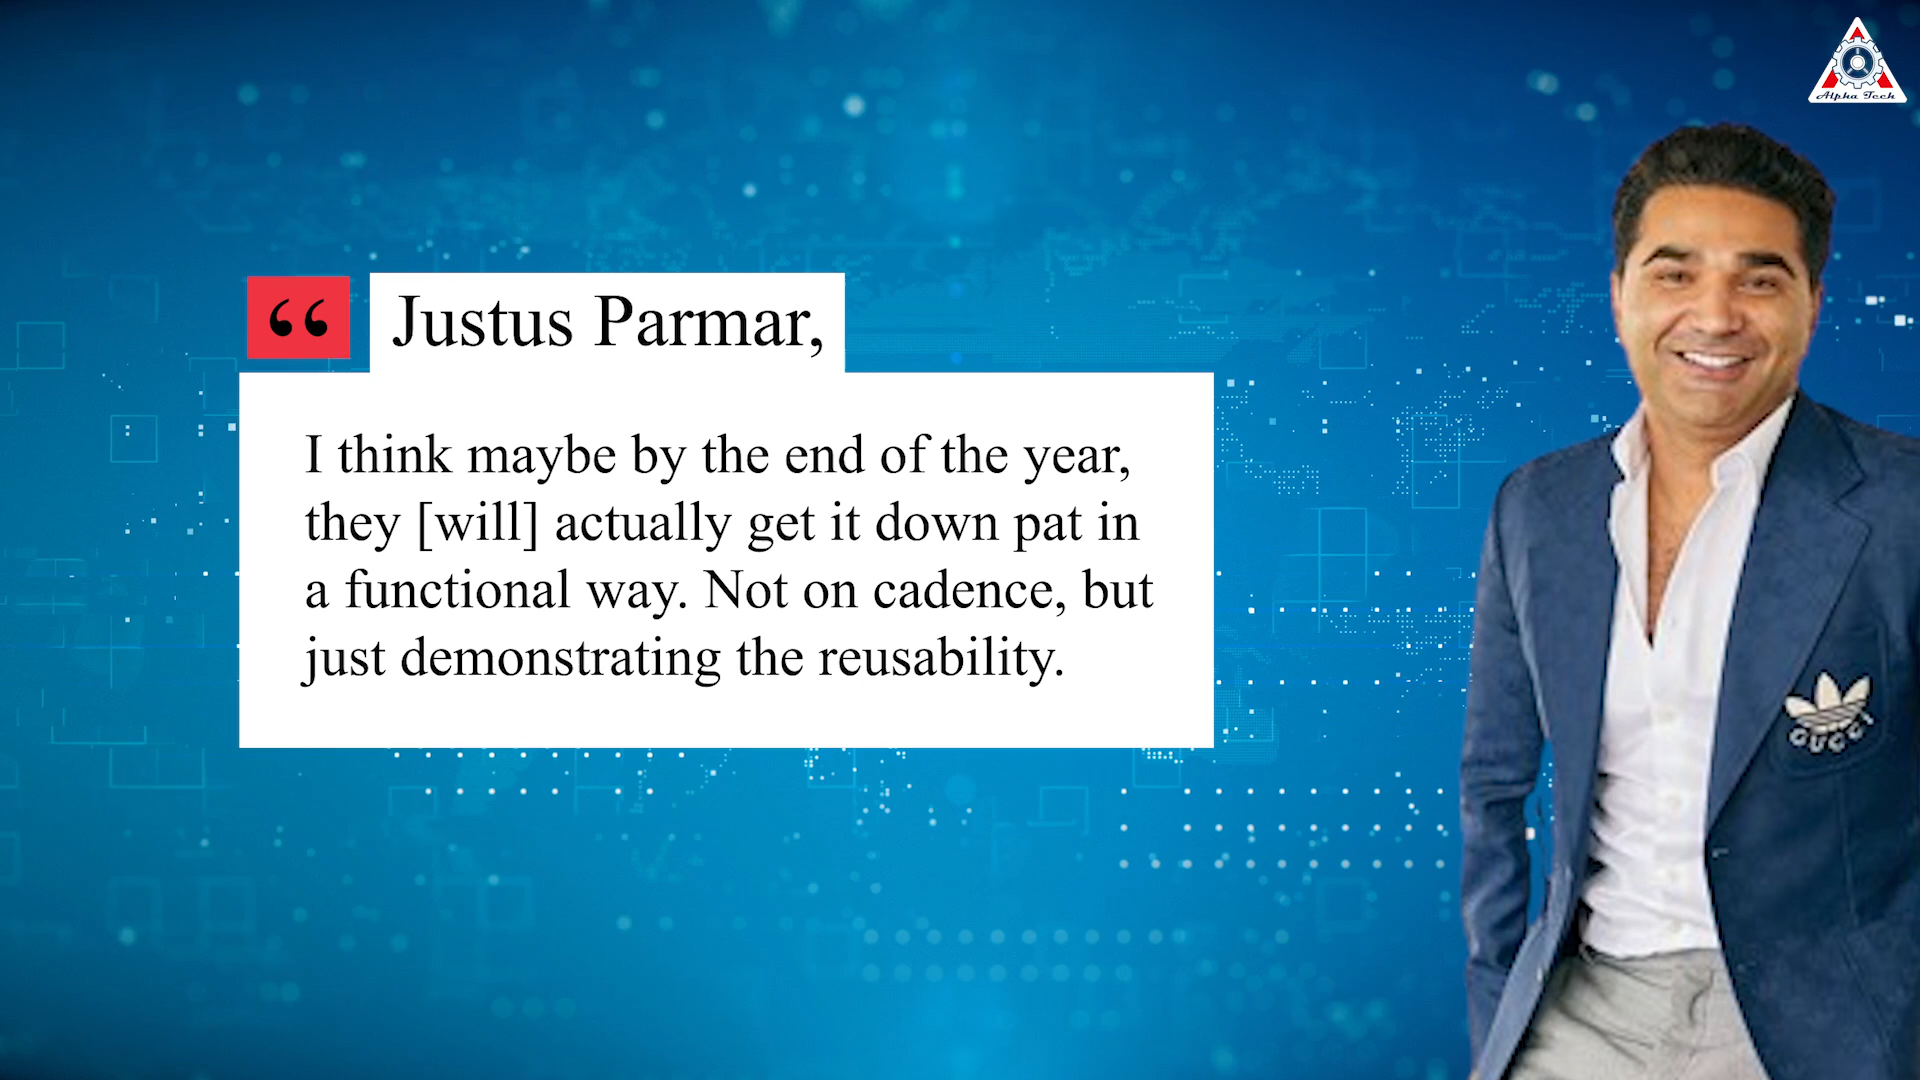 Alpha Tech
“ Justus Parmar,
I think maybe by the end of the year,
they [will] actually get it down pat in
a functional way. Not on cadence, but
just demonstrating the reusability.
GUCCI